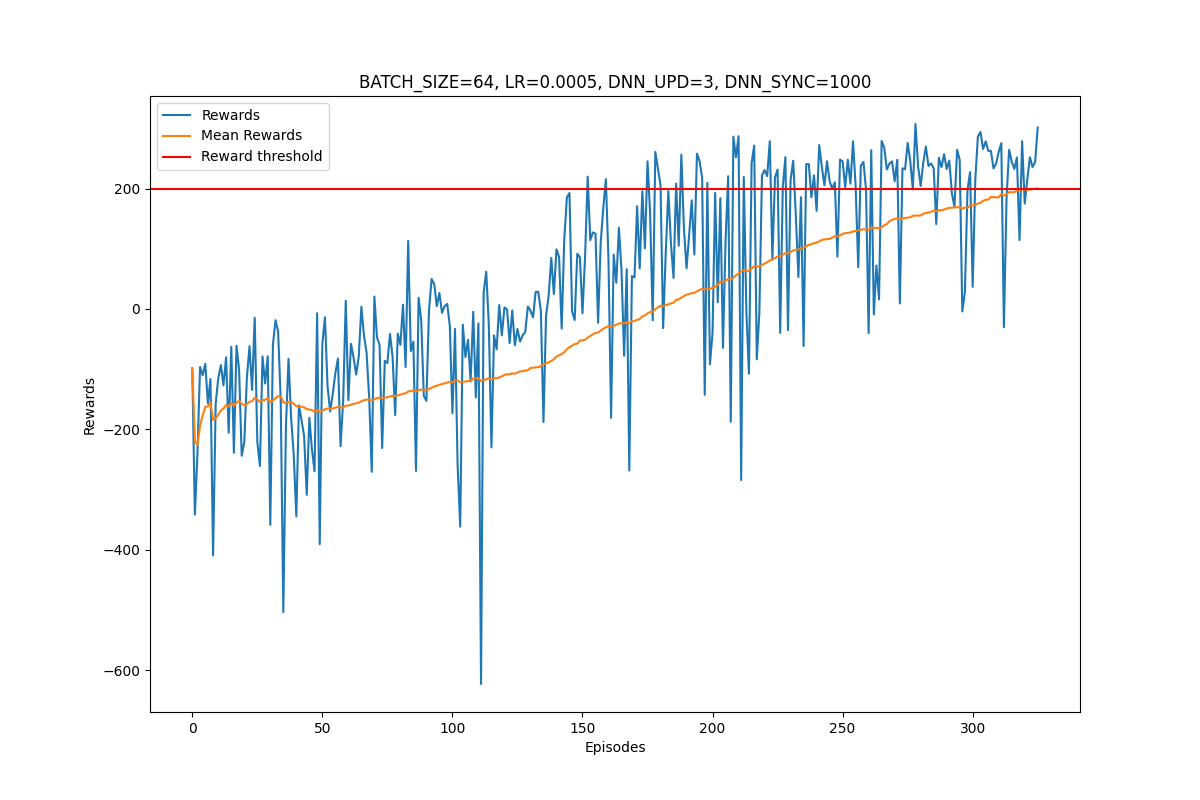 BATCH_SIZE=64, LR=0.0005, DNN_UPD=3, DNN_SYNC=1000
Rewards
Mean Rewards
Reward threshold
200
0
−200
−400
−600
Rewards
0
50
100
150
200
250
300
Episodes